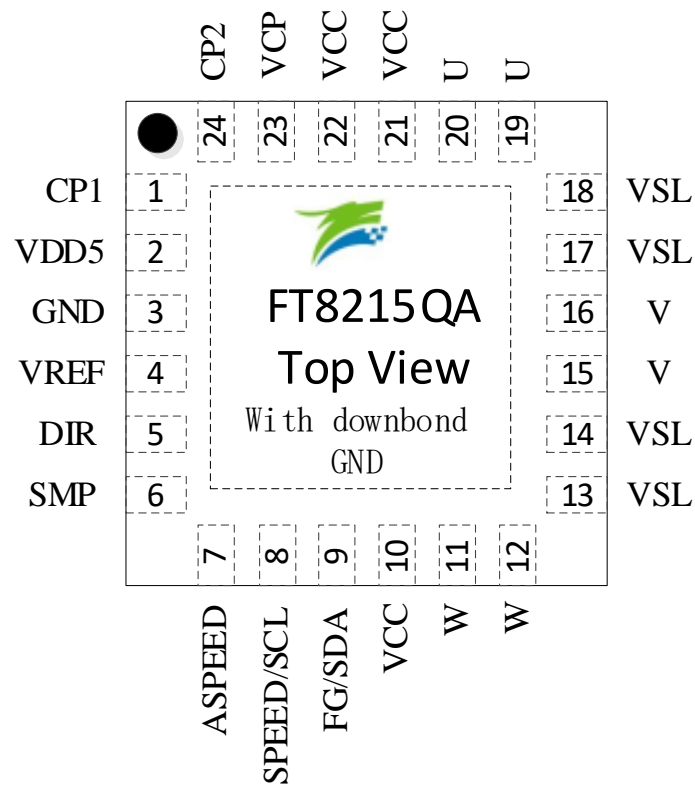 CP2 VCP VCC VCC U U
24 23 22 21 20 19
CP1 1 18 VSL
VDD5 2 17 VSL
GND 3 16 V
VREF 4 15 V
DIR 5 14 VSL
SMP 6 13 VSL
FT8215QA
Top View
With downbond
GND
7 8 9 10 11 12
ASPEED SPEED/SCL FG/SDA VCC W W